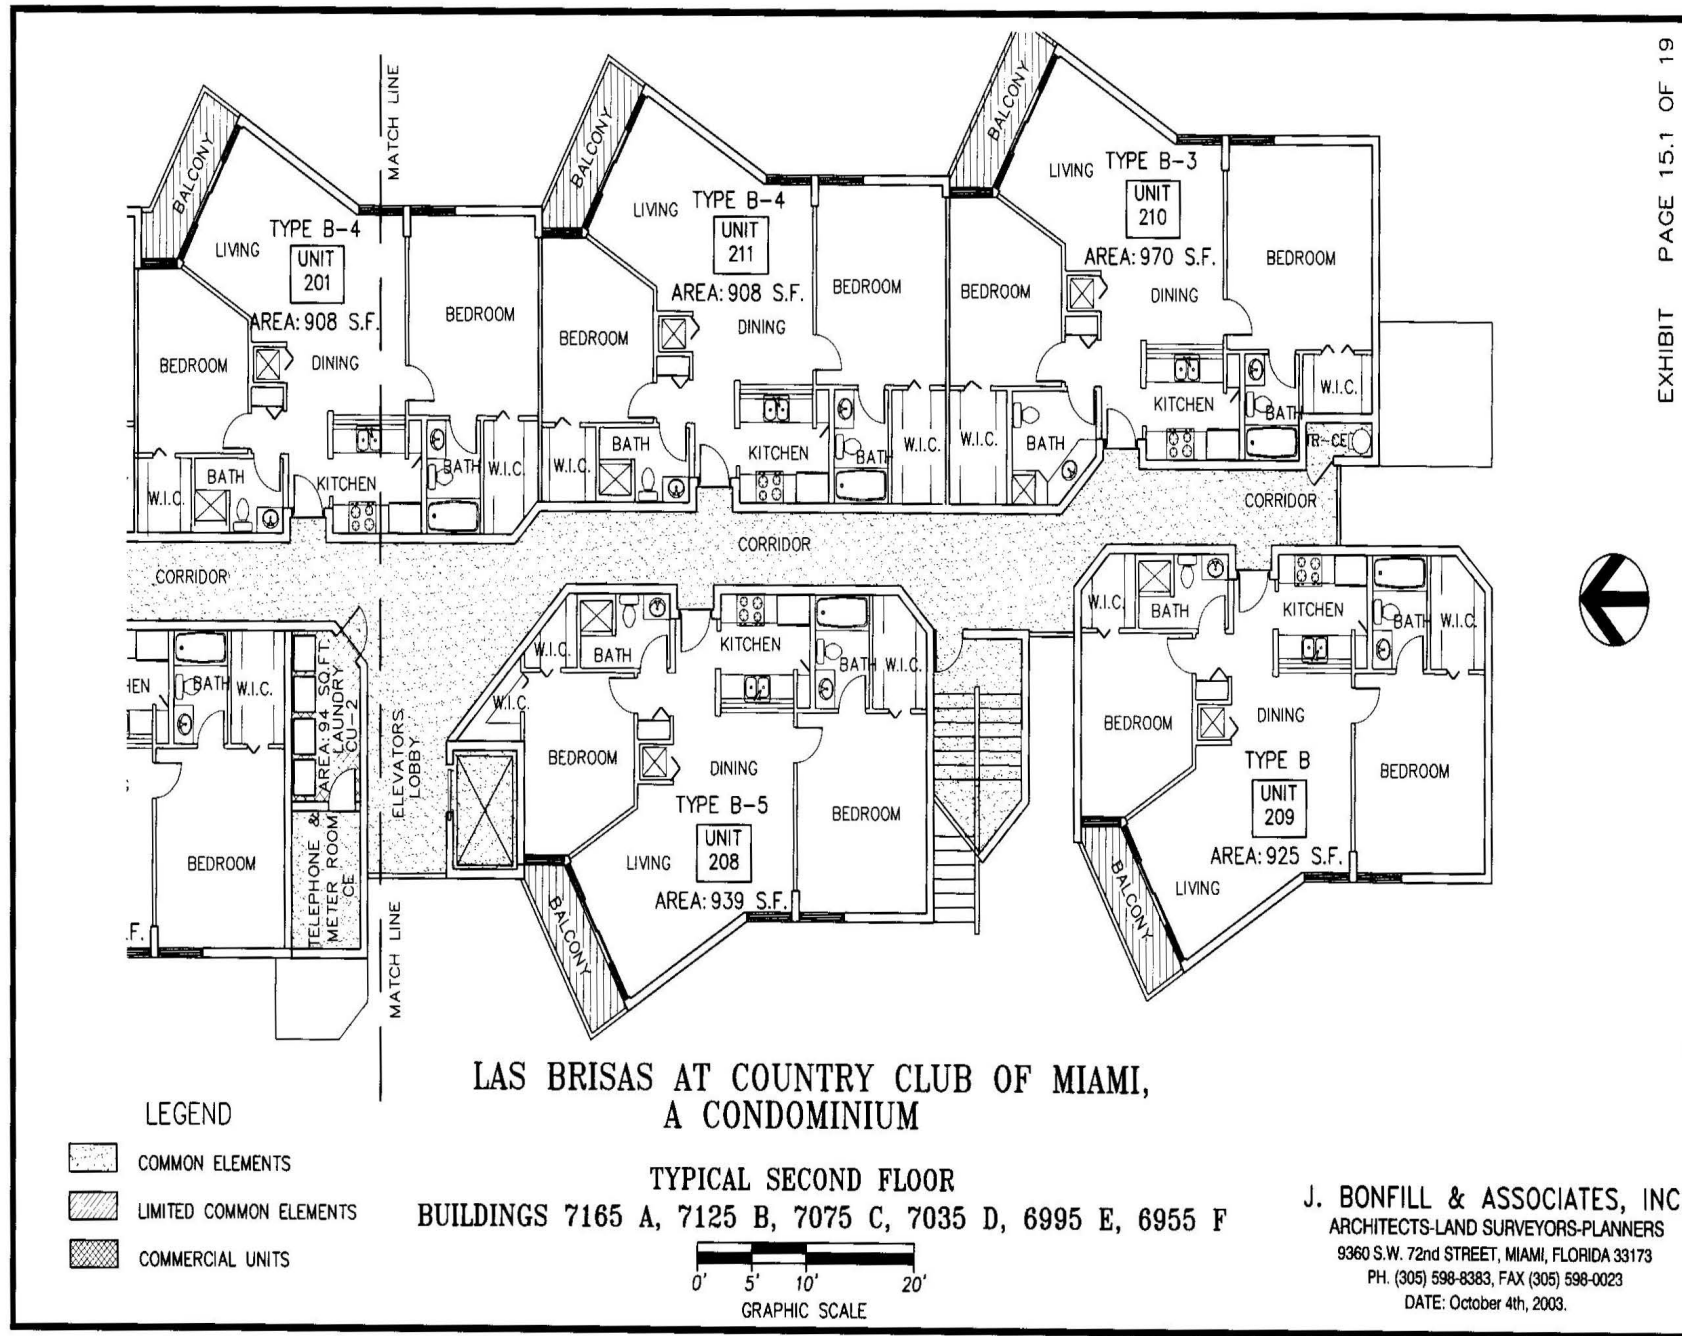 EXHIBIT PAGE 15.1 OF 19
MATCH LINE
BALCONY
LIVING
TYPE B-4
UNIT
201
AREA: 908 S.F.
DINING
BEDROOM
BEDROOM
W.I.C.
BATH
KITCHEN
BATH
W.I.C.
BALCONY
LIVING
TYPE B-4
UNIT
211
AREA: 908 S.F.
DINING
BEDROOM
BEDROOM
W.I.C.
BATH
KITCHEN
BATH
W.I.C.
BALCONY
LIVING
TYPE B-3
UNIT
210
AREA: 970 S.F.
DINING
BEDROOM
BEDROOM
W.I.C.
BATH
KITCHEN
BATH
W.I.C.
TR-CE
CORRIDOR
CORRIDOR
CORRIDOR
HEN
BATH
W.I.C.
BEDROOM
.F.
AREA: 94 SQ.FT.
LAUNDRY
CU-2
TELEPHONE &
METER ROOM
CE
ELEVATORS
LOBBY
MATCH LINE
W.I.C.
W.I.C.
BATH
KITCHEN
BATH
W.I.C.
BEDROOM
DINING
TYPE B-5
UNIT
208
AREA: 939 S.F.
LIVING
BEDROOM
BALCONY
W.I.C.
BATH
KITCHEN
BATH
W.I.C.
BEDROOM
DINING
TYPE B
UNIT
209
AREA: 925 S.F.
LIVING
BEDROOM
BALCONY
LAS BRISAS AT COUNTRY CLUB OF MIAMI,
A CONDOMINIUM
TYPICAL SECOND FLOOR
BUILDINGS 7165 A, 7125 B, 7075 C, 7035 D, 6995 E, 6955 F
0' 5' 10' 20'
GRAPHIC SCALE
LEGEND
COMMON ELEMENTS
LIMITED COMMON ELEMENTS
COMMERCIAL UNITS
J. BONFILL & ASSOCIATES, INC
ARCHITECTS-LAND SURVEYORS-PLANNERS
9360 S.W. 72nd STREET, MIAMI, FLORIDA 33173
PH. (305) 598-8383, FAX (305) 598-0023
DATE: October 4th, 2003.